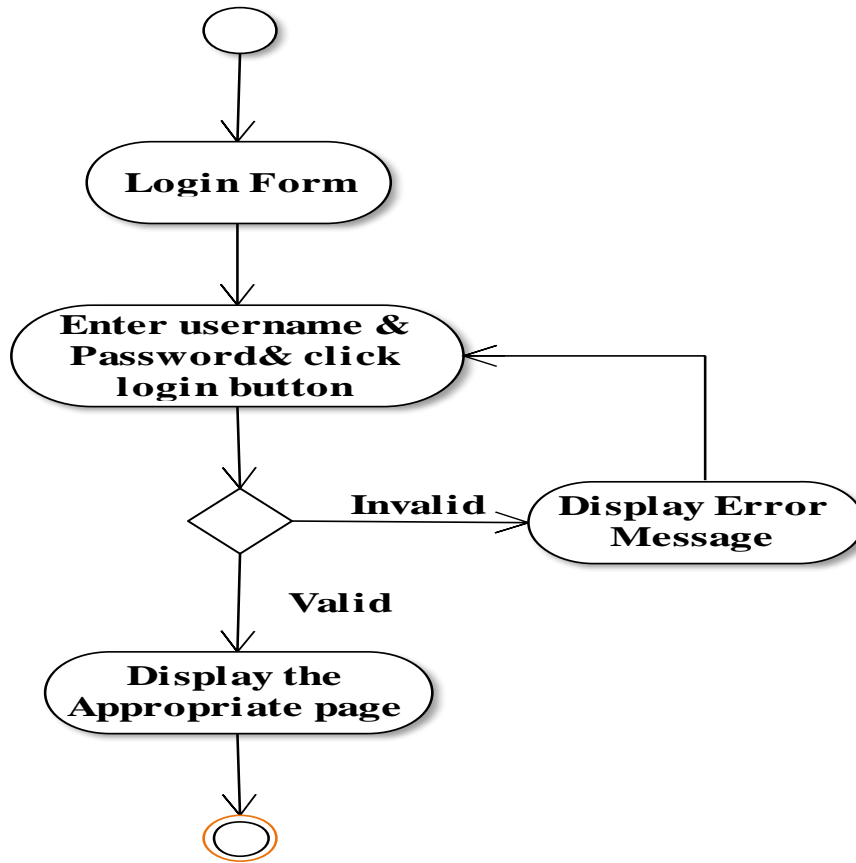 Login Form
Enter username &
Password& click
login button
Invalid
Display Error
Message
Valid
Display the
Appropriate page